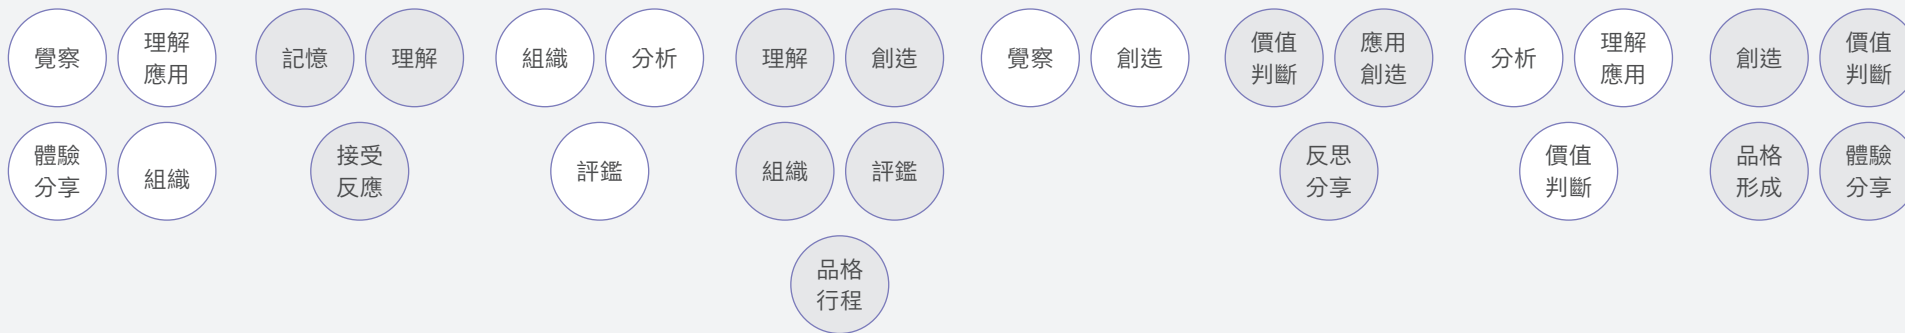 覺察
理解
應用
記憶
理解
組織
分析
理解
創造
覺察
創造
價值
判斷
應用
創造
分析
理解
應用
創造
價值
判斷
體驗
分享
組織
接受
反應
評鑑
組織
評鑑
反思
分享
價值
判斷
品格
形成
體驗
分享
品格
行程